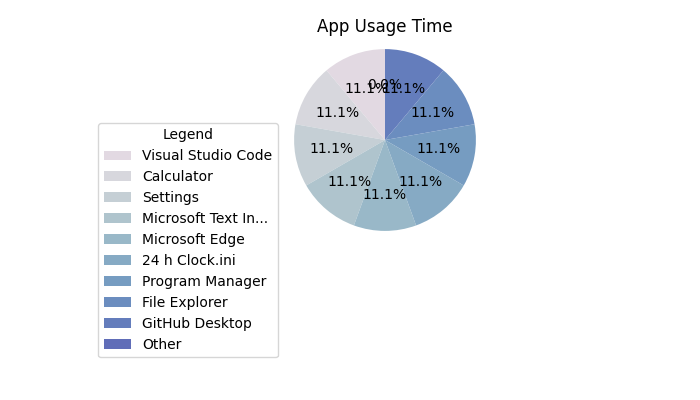 App Usage Time
11.1%
0.0%
11.1%
11.1%
11.1%
11.1%
11.1%
11.1%
11.1%
11.1%
Legend
Visual Studio Code
Calculator
Settings
Microsoft Text In...
Microsoft Edge
24 h Clock.ini
Program Manager
File Explorer
GitHub Desktop
Other